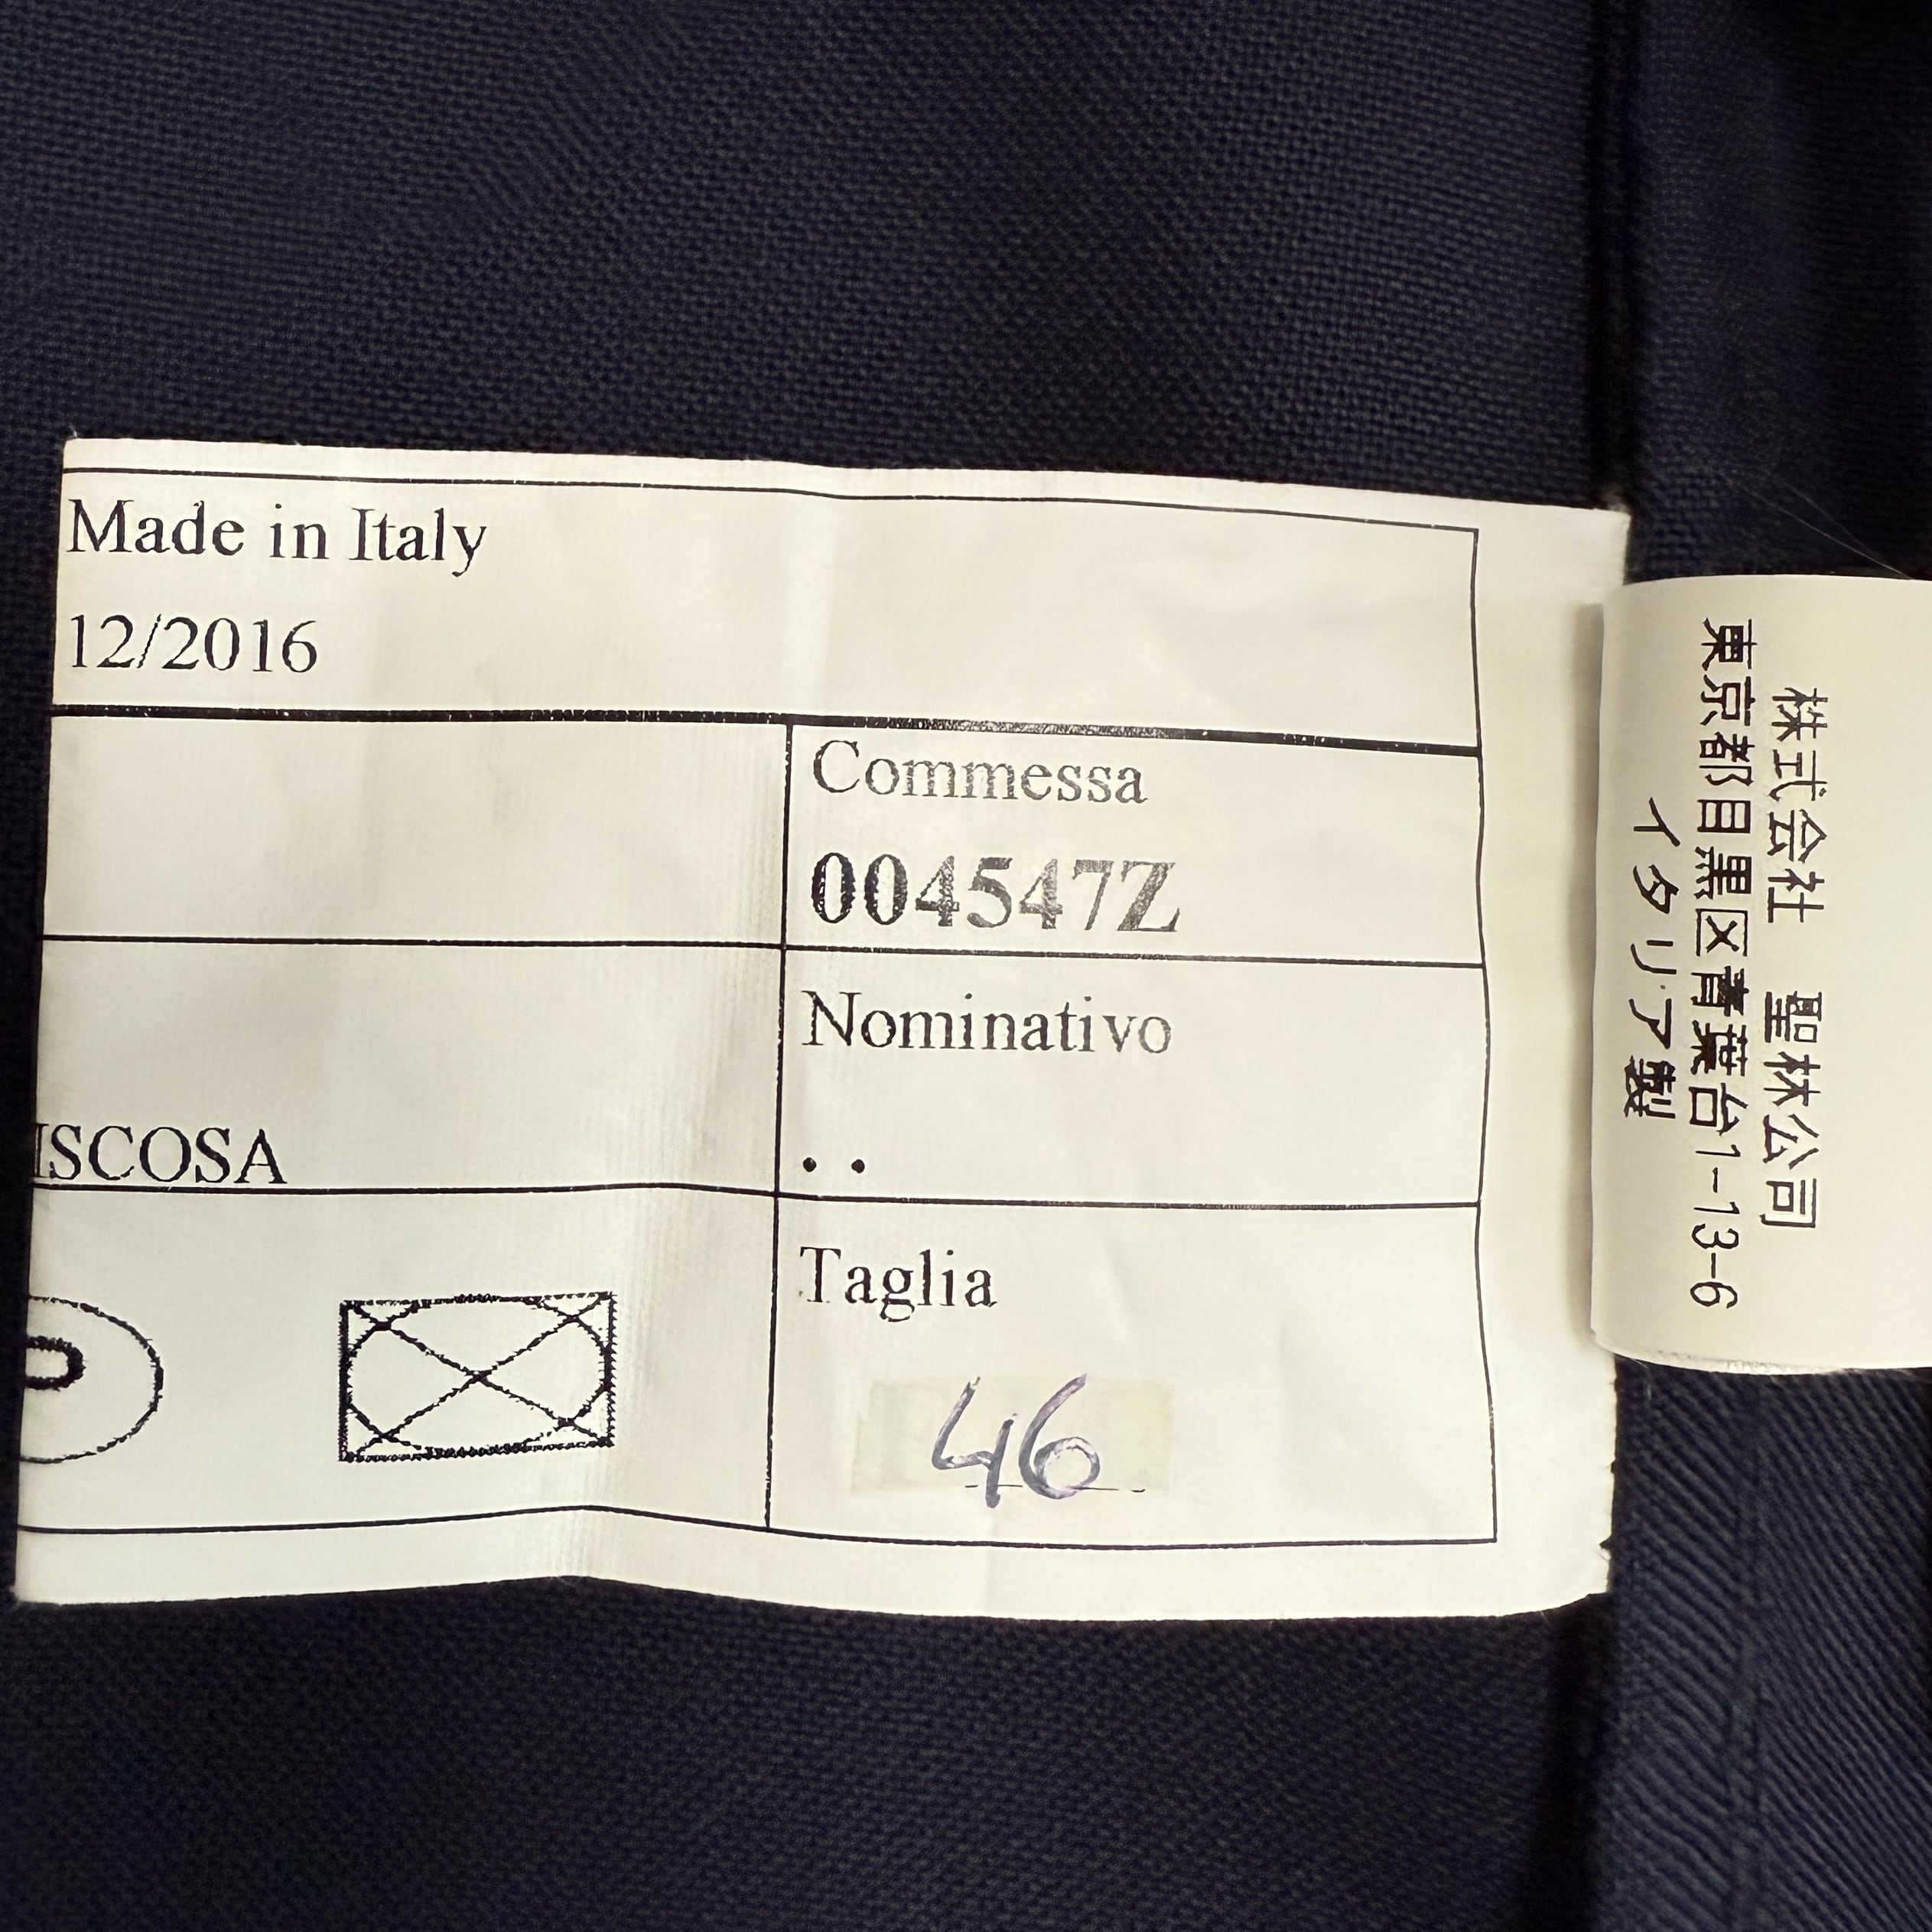 Made in Italy
12/2016
Commessa
004547Z
Nominativo
ISCOSA
. .
Taglia
46
P
株式会社 聖林公司
東京都目黒区青葉台1-13-6
イタリア製